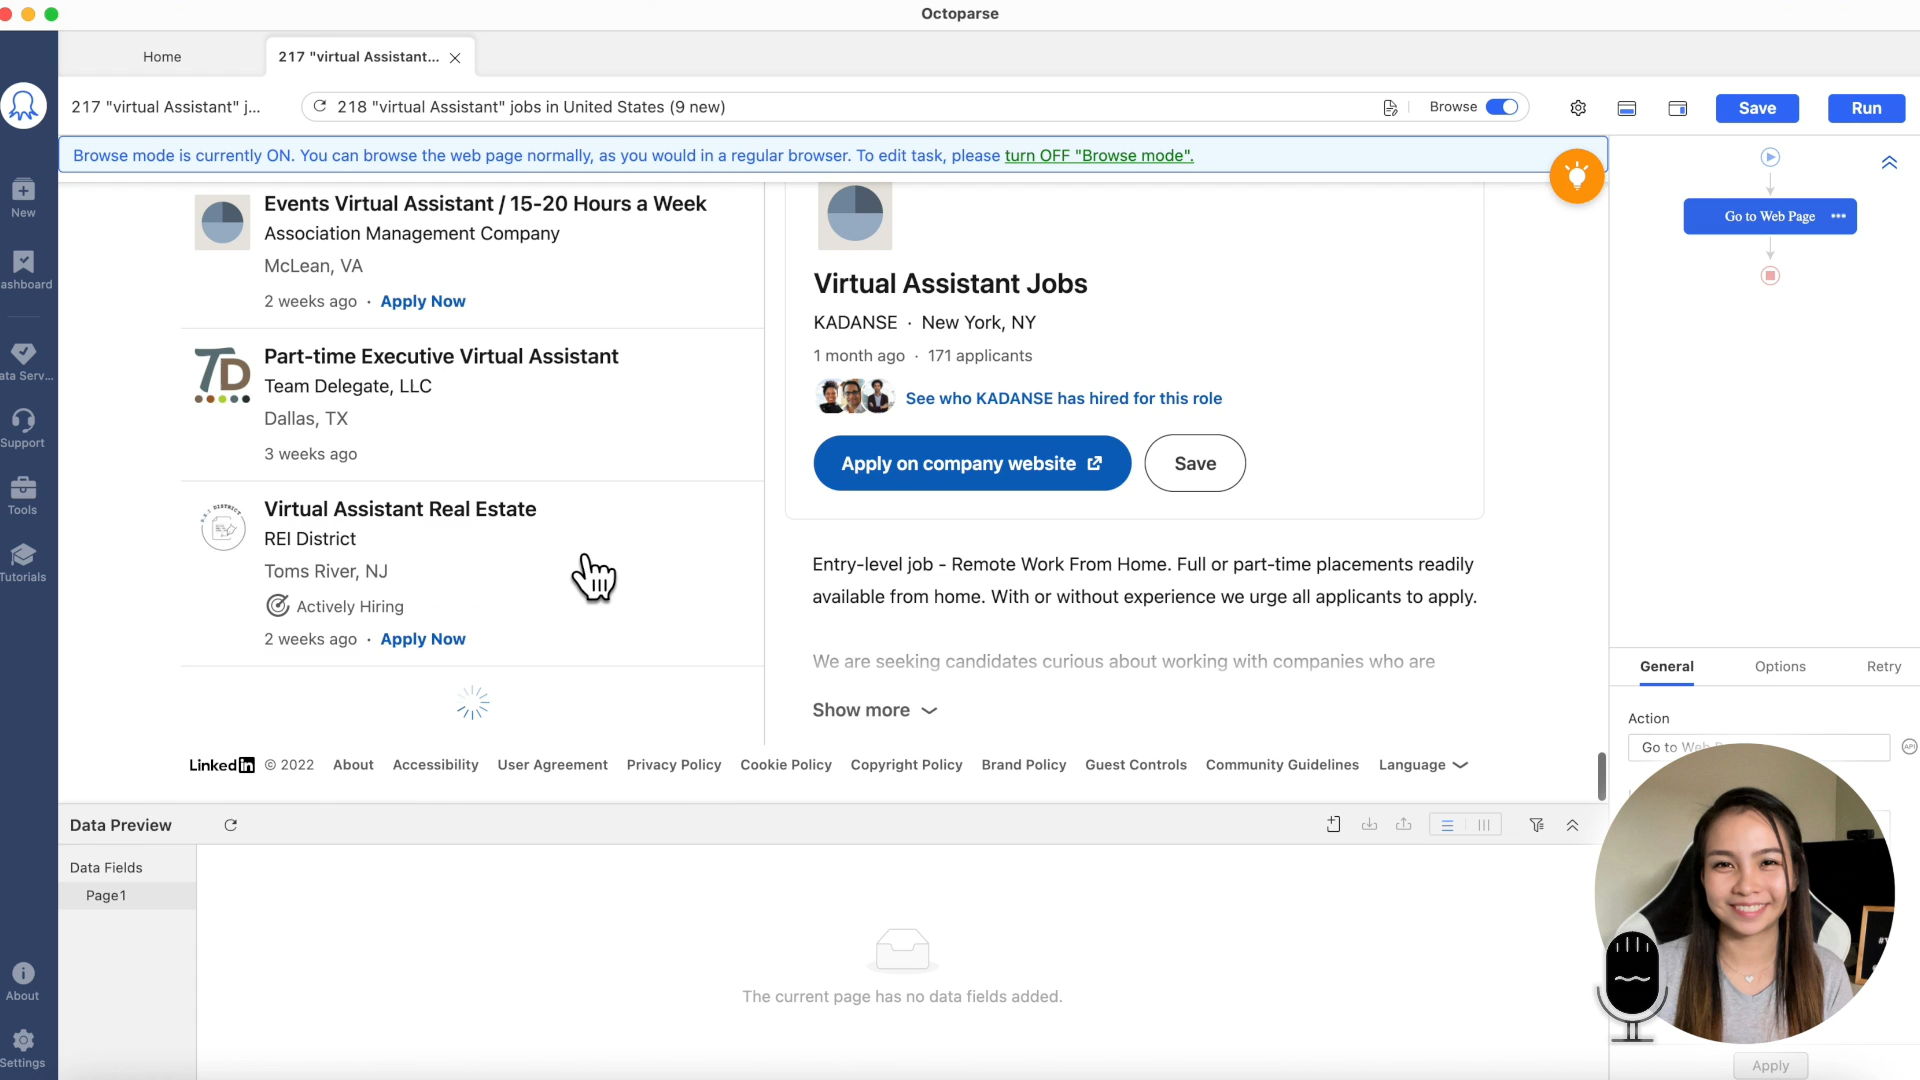 Octoparse
Home
217 "virtual Assistant...
217 "virtual Assistant" j...
218 "virtual Assistant" jobs in United States (9 new)
Browse
Save
Run
Browse mode is currently ON. You can browse the web page normally, as you would in a regular browser. To edit task, please turn OFF "Browse mode".
New
ashboard
ata Serv...
Support
Tools
Tutorials
About
Settings
Events Virtual Assistant / 15-20 Hours a Week
Association Management Company
McLean, VA
2 weeks ago · Apply Now
TD
Part-time Executive Virtual Assistant
Team Delegate, LLC
Dallas, TX
3 weeks ago
Virtual Assistant Real Estate
REI District
Toms River, NJ
Actively Hiring
2 weeks ago · Apply Now
Virtual Assistant Jobs
KADANSE · New York, NY
1 month ago · 171 applicants
See who KADANSE has hired for this role
Apply on company website
Save
Entry-level job - Remote Work From Home. Full or part-time placements readily
available from home. With or without experience we urge all applicants to apply.
We are seeking candidates curious about working with companies who are
Show more
LinkedIn © 2022 About Accessibility User Agreement Privacy Policy Cookie Policy Copyright Policy Brand Policy Guest Controls Community Guidelines Language
Go to Web Page
General
Options
Retry
Action
Go to Web
API
Data Preview
Data Fields
Page1
The current page has no data fields added.
Apply